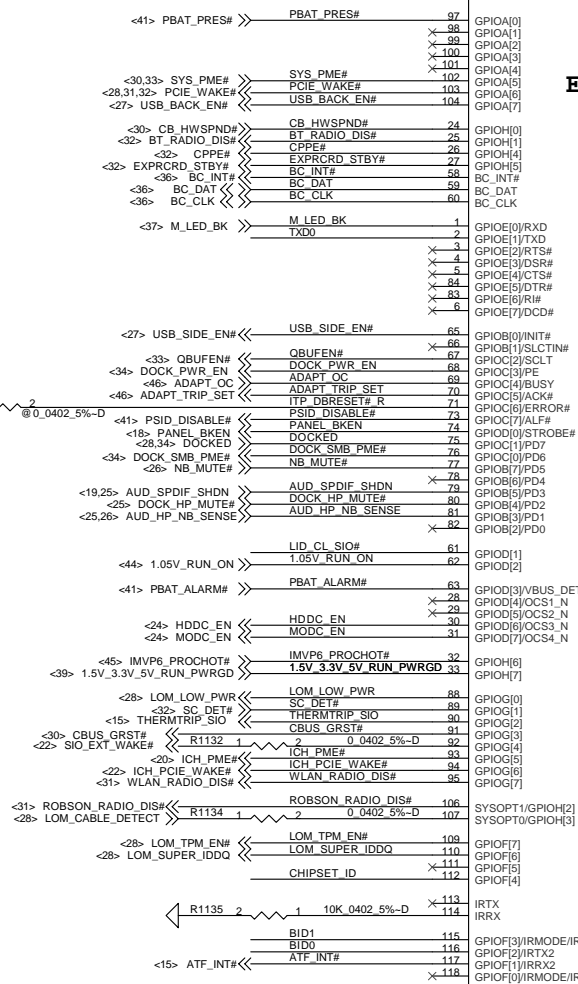 <41> PBAT_PRES# PBAT_PRES# 97 GPIOA[0]
98 GPIOA[1]
99 GPIOA[2]
100 GPIOA[3]
101 GPIOA[4]
<30,33> SYS_PME# SYS_PME# 102 GPIOA[5]
<28,31,32> PCIE_WAKE# PCIE_WAKE# 103 GPIOA[6]
<27> USB_BACK_EN# USB_BACK_EN# 104 GPIOA[7]
E
<30> CB_HWSPND# CB_HWSPND# 24 GPIOH[0]
<32> BT_RADIO_DIS# BT_RADIO_DIS# 25 GPIOH[1]
<32> CPPE# CPPE# 26 GPIOH[4]
<32> EXPRCRD_STBY# EXPRCRD_STBY# 27 GPIOH[5]
<36> BC_INT# BC_INT# 58 BC_INT#
<36> BC_DAT BC_DAT 59 BC_DAT
<36> BC_CLK BC_CLK 60 BC_CLK
<37> M_LED_BK M_LED_BK 1 GPIOE[0]/RXD
TXD0 2 GPIOE[1]/TXD
3 GPIOE[2]/RTS#
4 GPIOE[3]/DSR#
5 GPIOE[4]/CTS#
84 GPIOE[5]/DTR#
83 GPIOE[6]/RI#
6 GPIOE[7]/DCD#
<27> USB_SIDE_EN# USB_SIDE_EN# 65 GPIOB[0]/INIT#
66 GPIOB[1]/SLCTIN#
<33> QBUFEN# QBUFEN# 67 GPIOC[2]/SCLT
<34> DOCK_PWR_EN DOCK_PWR_EN 68 GPIOC[3]/PE
<46> ADAPT_OC ADAPT_OC 69 GPIOC[4]/BUSY
<46> ADAPT_TRIP_SET ADAPT_TRIP_SET 70 GPIOC[5]/ACK#
2 ITP_DBRESET#_R 71 GPIOC[6]/ERROR#
@0_0402_5%~D
<41> PSID_DISABLE# PSID_DISABLE# 73 GPIOC[7]/ALF#
<18> PANEL_BKEN PANEL_BKEN 74 GPIOD[0]/STROBE#
<28,34> DOCKED DOCKED 75 GPIOC[1]/PD7
<34> DOCK_SMB_PME# DOCK_SMB_PME# 76 GPIOC[0]/PD6
<26> NB_MUTE# NB_MUTE# 77 GPIOB[7]/PD5
78 GPIOB[6]/PD4
<19,25> AUD_SPDIF_SHDN AUD_SPDIF_SHDN 79 GPIOB[5]/PD3
<25> DOCK_HP_MUTE# DOCK_HP_MUTE# 80 GPIOB[4]/PD2
<25,26> AUD_HP_NB_SENSE AUD_HP_NB_SENSE 81 GPIOB[3]/PD1
82 GPIOB[2]/PD0
LID_CL_SIO# 61 GPIOD[1]
<44> 1.05V_RUN_ON 1.05V_RUN_ON 62 GPIOD[2]
<41> PBAT_ALARM# PBAT_ALARM# 63 GPIOD[3]/VBUS_DET
28 GPIOD[4]/OCS1_N
29 GPIOD[5]/OCS2_N
<24> HDDC_EN HDDC_EN 30 GPIOD[6]/OCS3_N
<24> MODC_EN MODC_EN 31 GPIOD[7]/OCS4_N
<45> IMVP6_PROCHOT# IMVP6_PROCHOT# 32 GPIOH[6]
<39> 1.5V_3.3V_5V_RUN_PWRGD 1.5V_3.3V_5V_RUN_PWRGD 33 GPIOH[7]
<28> LOM_LOW_PWR LOM_LOW_PWR 88 GPIOG[0]
<32> SC_DET# SC_DET# 89 GPIOG[1]
<15> THERMTRIP_SIO THERMTRIP_SIO 90 GPIOG[2]
<30> CBUS_GRST# CBUS_GRST# 91 GPIOG[3]
<22> SIO_EXT_WAKE# R1132 1 2 0_0402_5%~D 92 GPIOG[4]
<20> ICH_PME# ICH_PME# 93 GPIOG[5]
<22> ICH_PCIE_WAKE# ICH_PCIE_WAKE# 94 GPIOG[6]
<31> WLAN_RADIO_DIS# WLAN_RADIO_DIS# 95 GPIOG[7]
<31> ROBSON_RADIO_DIS# ROBSON_RADIO_DIS# 106 SYSOPT1/GPIOH[2]
<28> LOM_CABLE_DETECT R1134 1 2 0_0402_5%~D 107 SYSOPT0/GPIOH[3]
<28> LOM_TPM_EN# LOM_TPM_EN# 109 GPIOF[7]
<28> LOM_SUPER_IDDQ LOM_SUPER_IDDQ 110 GPIOF[6]
111 GPIOF[5]
CHIPSET_ID 112 GPIOF[4]
113 IRTX
R1135 2 1 10K_0402_5%~D 114 IRRX
BID1 115 GPIOF[3]/IRMODE/IR
BID0 116 GPIOF[2]/IRTX2
<15> ATF_INT# ATF_INT# 117 GPIOF[1]/IRRX2
118 GPIOF[0]/IRMODE/IR